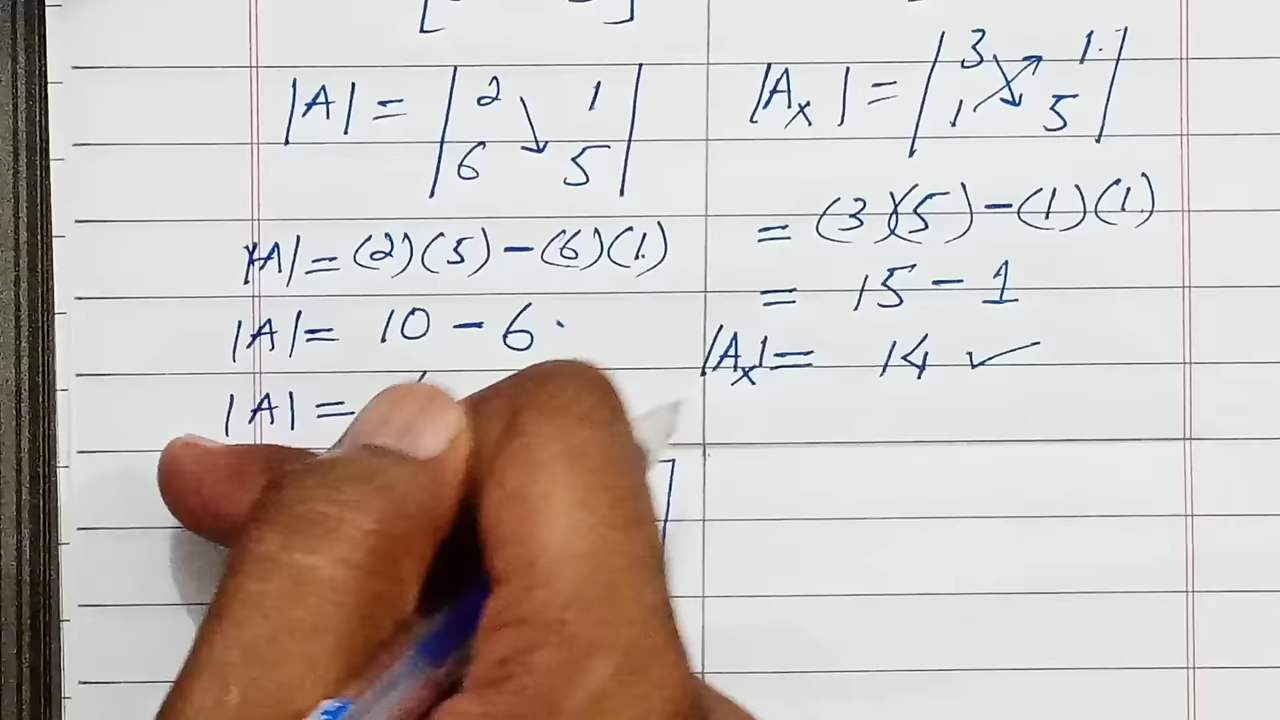 |A| = | 2 1 |
| 6 5 |
|A| = (2)(5) - (6)(1)
|A| = 10 - 6
|A| =
|Ax| = | 3 1 |
| 1 5 |
= (3)(5) - (1)(1)
= 15 - 1
|Ax| = 14 ✓